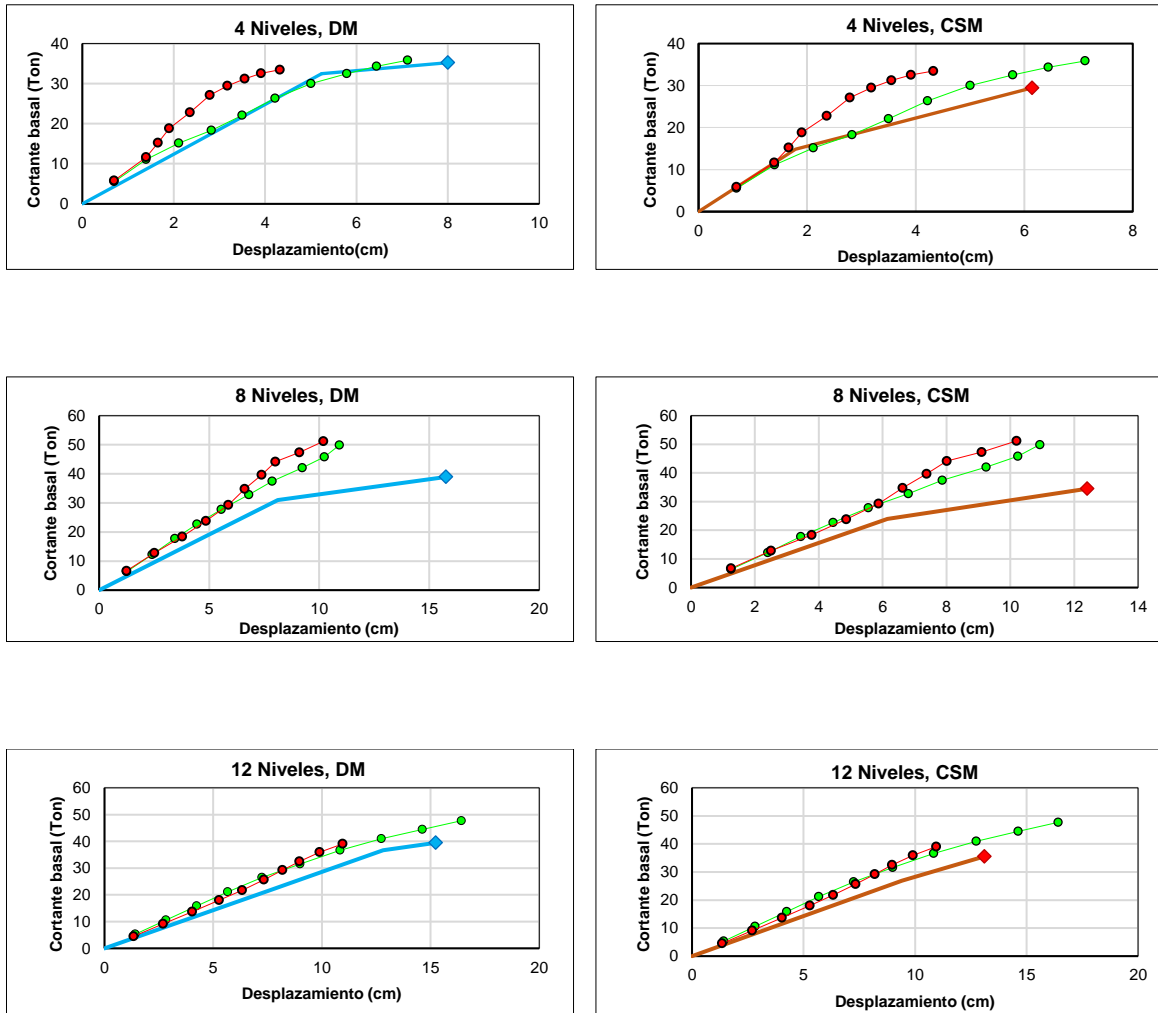 4 Niveles, DM
40
30
20
10
0
0 2 4 6 8 10
Cortante basal (Ton)
Desplazamiento(cm)
4 Niveles, CSM
40
30
20
10
0
0 2 4 6 8
Cortante basal (Ton)
Desplazamiento(cm)
8 Niveles, DM
60
50
40
30
20
10
0
0 5 10 15 20
Cortante basal (Ton)
Desplazamiento (cm)
8 Niveles, CSM
60
50
40
30
20
10
0
0 2 4 6 8 10 12 14
Cortante basal (Ton)
Desplazamiento (cm)
12 Niveles, DM
60
50
40
30
20
10
0
0 5 10 15 20
Cortante basal (Ton)
Desplazamiento (cm)
12 Niveles, CSM
60
50
40
30
20
10
0
0 5 10 15 20
Cortante basal (Ton)
Desplazamiento (cm)